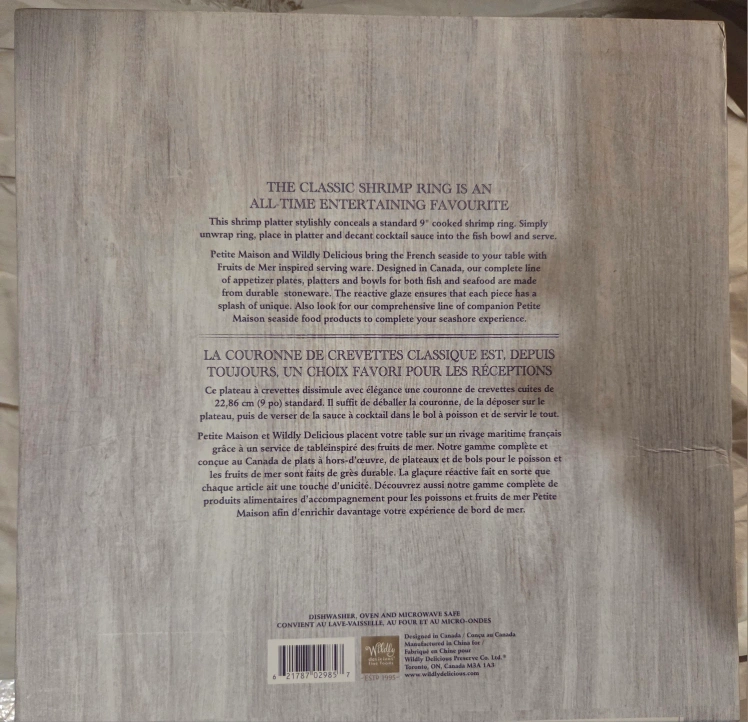 THE CLASSIC SHRIMP RING IS AN
ALL-TIME ENTERTAINING FAVOURITE
This shrimp platter stylishly conceals a standard 9" cooked shrimp ring. Simply
unwrap ring, place in platter and decant cocktail sauce into the fish bowl and serve.
Petite Maison and Wildly Delicious bring the French seaside to your table with
Fruits de Mer inspired serving ware. Designed in Canada, our complete line
of appetizer plates, platters and bowls for both fish and seafood are made
from durable stoneware. The reactive glaze ensures that each piece has a
splash of unique. Also look for our comprehensive line of companion Petite
Maison seaside food products to complete your seashore experience.
LA COURONNE DE CREVETTES CLASSIQUE EST, DEPUIS
TOUJOURS, UN CHOIX FAVORI POUR LES RÉCEPTIONS
Ce plateau à crevettes dissimule avec élégance une couronne de crevettes cuites de
22,86 cm (9 po) standard. Il suffit de déballer la couronne, de la déposer sur le
plateau, puis de verser de la sauce à cocktail dans le bol à poisson et de servir le tout.
Petite Maison et Wildly Delicious placent votre table sur un rivage maritime français
grâce à un service de tableinspiré des fruits de mer. Notre gamme complète et
conçue au Canada de plats à hors-d'œuvre, de plateaux et de bols pour le poisson et
les fruits de mer sont faits de grès durable. La glaçure réactive fait en sorte que
chaque article ait une touche d'unicité. Découvrez aussi notre gamme complète de
produits alimentaires d'accompagnement pour les poissons et fruits de mer Petite
Maison afin d'enrichir davantage votre expérience de bord de mer.
DISHWASHER, OVEN AND MICROWAVE SAFE
CONVIENT AU LAVE-VAISSELLE, AU FOUR ET AU MICRO-ONDES
Designed in Canada / Conçu au Canada
Manufactured in China for /
Fabriqué en Chine pour
Wildly Delicious Preserve Co. Ltd.®
Toronto, ON, Canada M3A 1A3
www.wildlydelicious.com
Wildly
6 21787 02985 7